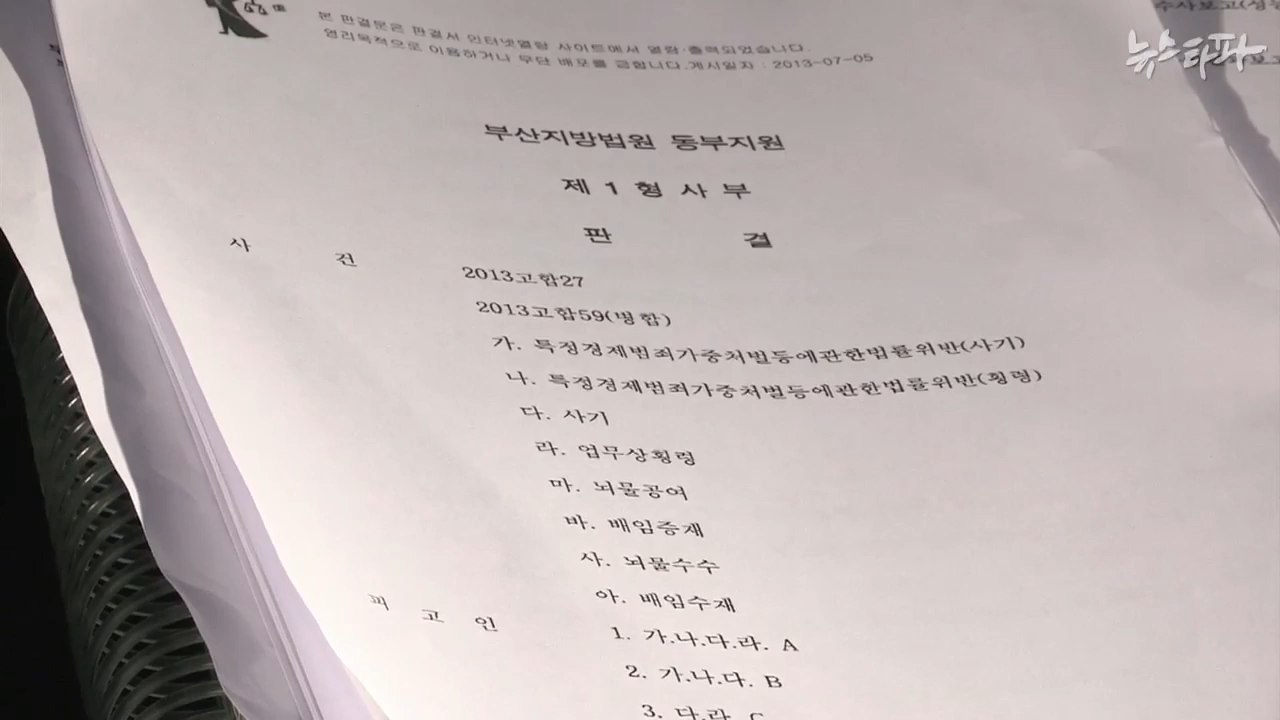 수사보고(성
뉴스타파
본 판결문은 판결서 인터넷열람 사이트에서 열람·출력되었습니다.
영리목적으로 이용하거나 무단 배포를 금합니다.게시일자 : 2013-07-05
부산지방법원 동부지원
제 1 형 사 부
판 결
사 건 2013고합27
2013고합59(병합)
가. 특정경제범죄가중처벌등에관한법률위반(사기)
나. 특정경제범죄가중처벌등에관한법률위반(횡령)
다. 사기
라. 업무상횡령
마. 뇌물공여
바. 배임증재
사. 뇌물수수
아. 배임수재
피 고 인 1. 가.나.다.라. A
2. 가.나.다. B
3. 다.라. C